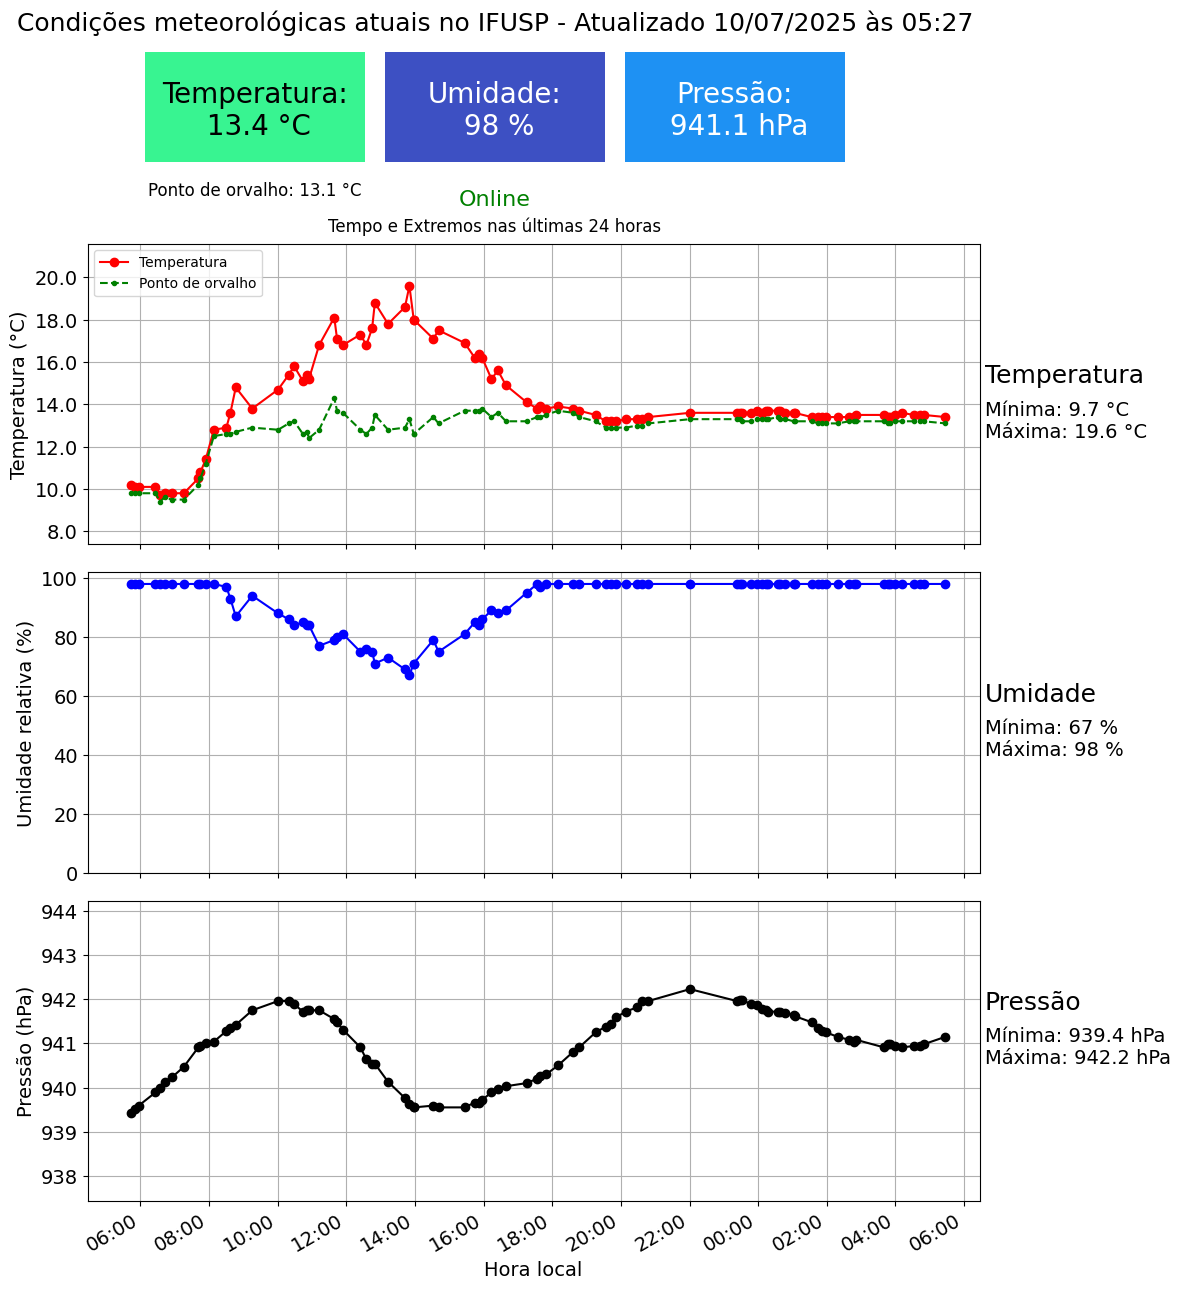 Condições meteorológicas atuais no IFUSP - Atualizado 10/07/2025 às 05:27
Temperatura:
13.4 °C
Umidade:
98 %
Pressão:
941.1 hPa
Ponto de orvalho: 13.1 °C
Online
Tempo e Extremos nas últimas 24 horas
Temperatura
Ponto de orvalho
Temperatura (°C)
20.0
18.0
16.0
14.0
12.0
10.0
8.0
Temperatura
Mínima: 9.7 °C
Máxima: 19.6 °C
Umidade relativa (%)
100
80
60
40
20
0
Umidade
Mínima: 67 %
Máxima: 98 %
Pressão (hPa)
944
943
942
941
940
939
938
Pressão
Mínima: 939.4 hPa
Máxima: 942.2 hPa
06:00 08:00 10:00 12:00 14:00 16:00 18:00 20:00 22:00 00:00 02:00 04:00 06:00
Hora local